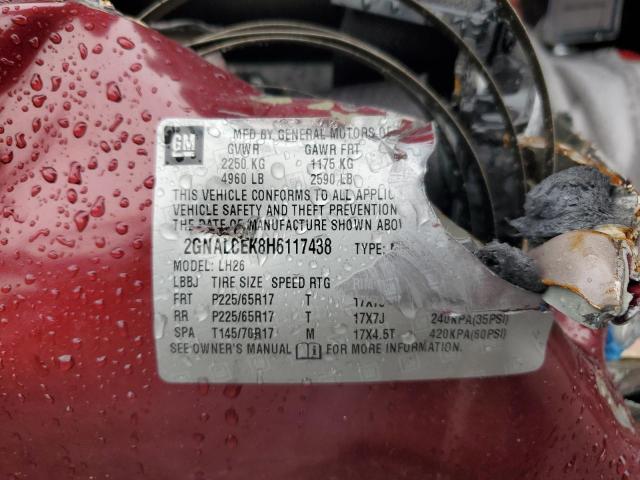 GM
MFD BY GENERAL MOTORS OF
GVWR GAWR FRT
2250 KG 1175 KG
4960 LB 2590 LB
THIS VEHICLE CONFORMS TO ALL APPLIC
VEHICLE SAFETY AND THEFT PREVENTION
THE DATE OF MANUFACTURE SHOWN ABOV
2GNALCEK8H6117438 TYPE:
MODEL: LH26
LBBJ TIRE SIZE SPEED RTG
FRT P225/65R17 T
RR P225/65R17 T 17X7J 240KPA(35PSI)
SPA T145/70R17 M 17X4.5T 420KPA(60PSI)
SEE OWNER'S MANUAL FOR MORE INFORMATION.